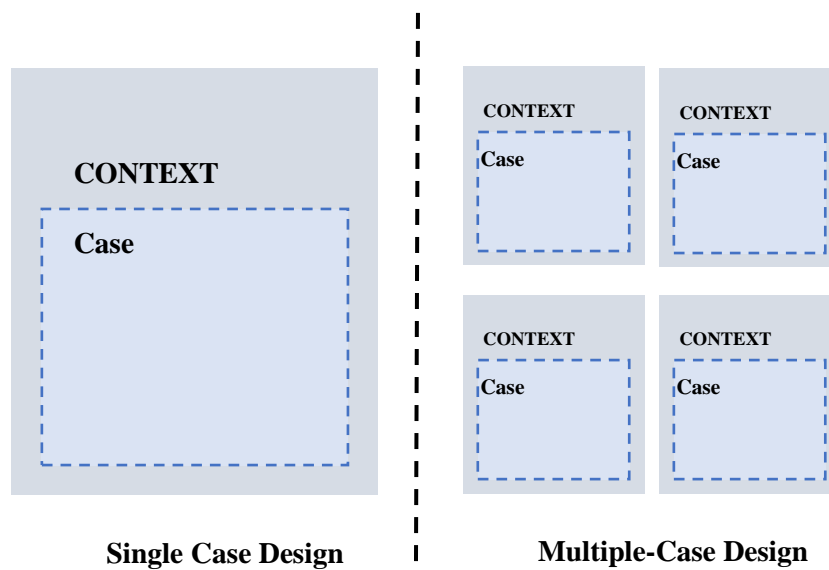 CONTEXT
Case
Single Case Design
CONTEXT
Case
CONTEXT
Case
CONTEXT
Case
CONTEXT
Case
Multiple-Case Design